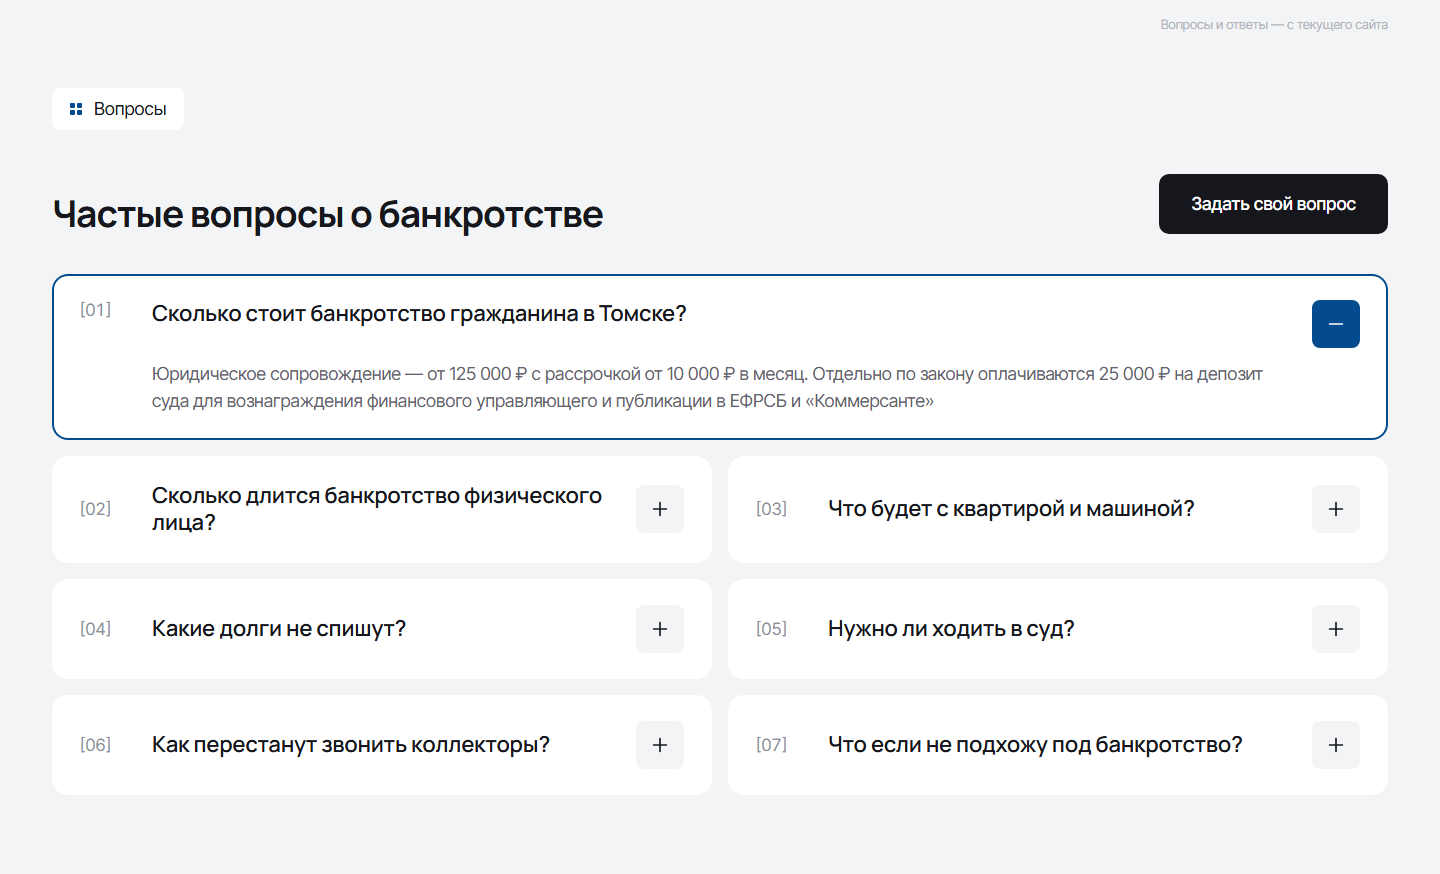 Вопросы и ответы — с текущего сайта
Вопросы
Частые вопросы о банкротстве
Задать свой вопрос
[01]
Сколько стоит банкротство гражданина в Томске?
Юридическое сопровождение — от 125 000 ₽ с рассрочкой от 10 000 ₽ в месяц. Отдельно по закону оплачиваются 25 000 ₽ на депозит
суда для вознаграждения финансового управляющего и публикации в ЕФРСБ и «Коммерсанте»
[02]
Сколько длится банкротство физического
лица?
[03]
Что будет с квартирой и машиной?
[04]
Какие долги не спишут?
[05]
Нужно ли ходить в суд?
[06]
Как перестанут звонить коллекторы?
[07]
Что если не подхожу под банкротство?